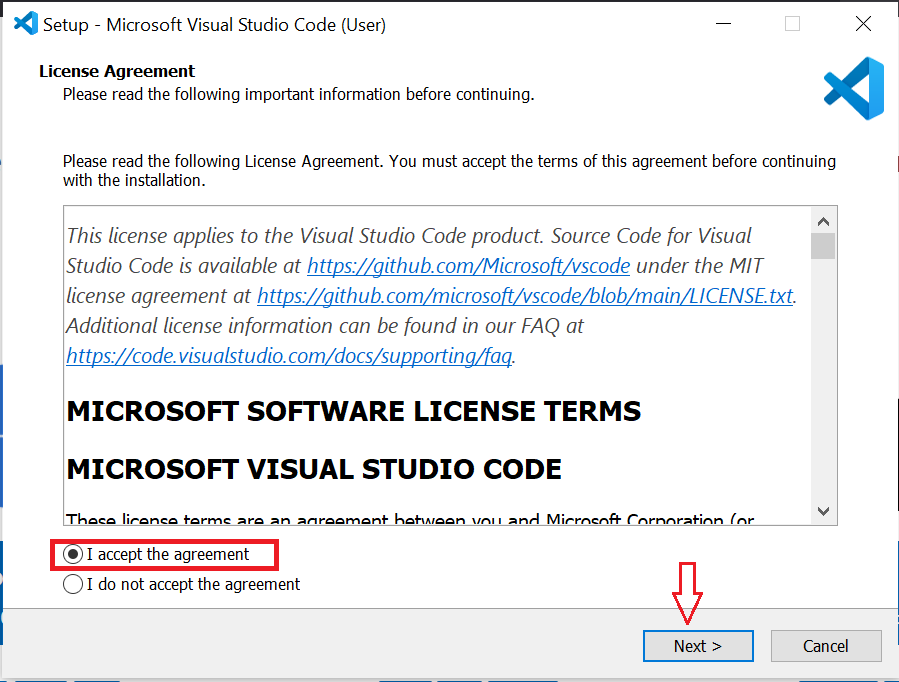 Setup - Microsoft Visual Studio Code (User)
License Agreement
Please read the following important information before continuing.
Please read the following License Agreement. You must accept the terms of this agreement before continuing
with the installation.
This license applies to the Visual Studio Code product. Source Code for Visual
Studio Code is available at https://github.com/Microsoft/vscode under the MIT
license agreement at https://github.com/microsoft/vscode/blob/main/LICENSE.txt.
Additional license information can be found in our FAQ at
https://code.visualstudio.com/docs/supporting/faq.
MICROSOFT SOFTWARE LICENSE TERMS
MICROSOFT VISUAL STUDIO CODE
These license terms are an agreement between you and Microsoft Corporation (or
I accept the agreement
I do not accept the agreement
Next >
Cancel